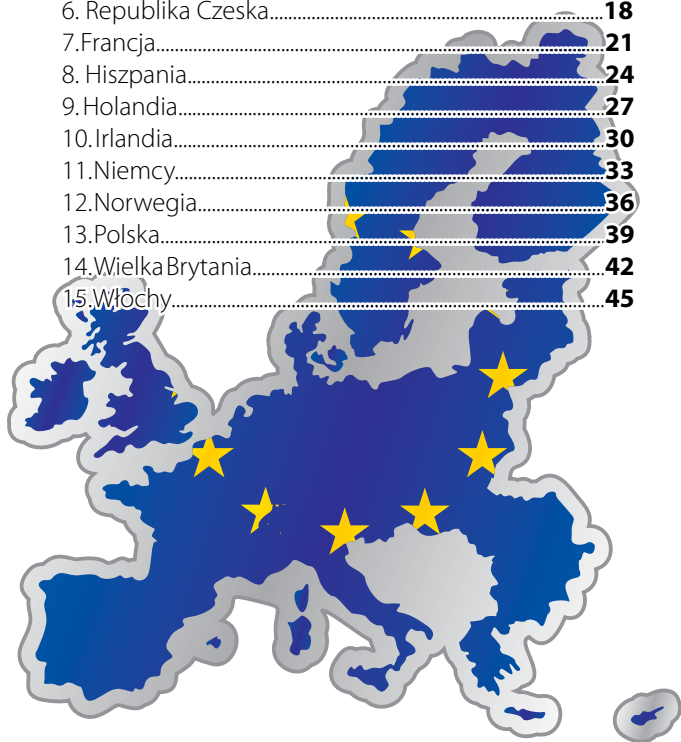 6. Republika Czeska..........18
7.Francja..........21
8. Hiszpania..........24
9. Holandia..........27
10.Irlandia..........30
11.Niemcy..........33
12.Norwegia..........36
13.Polska..........39
14.Wielka Brytania..........42
15.Włochy..........45